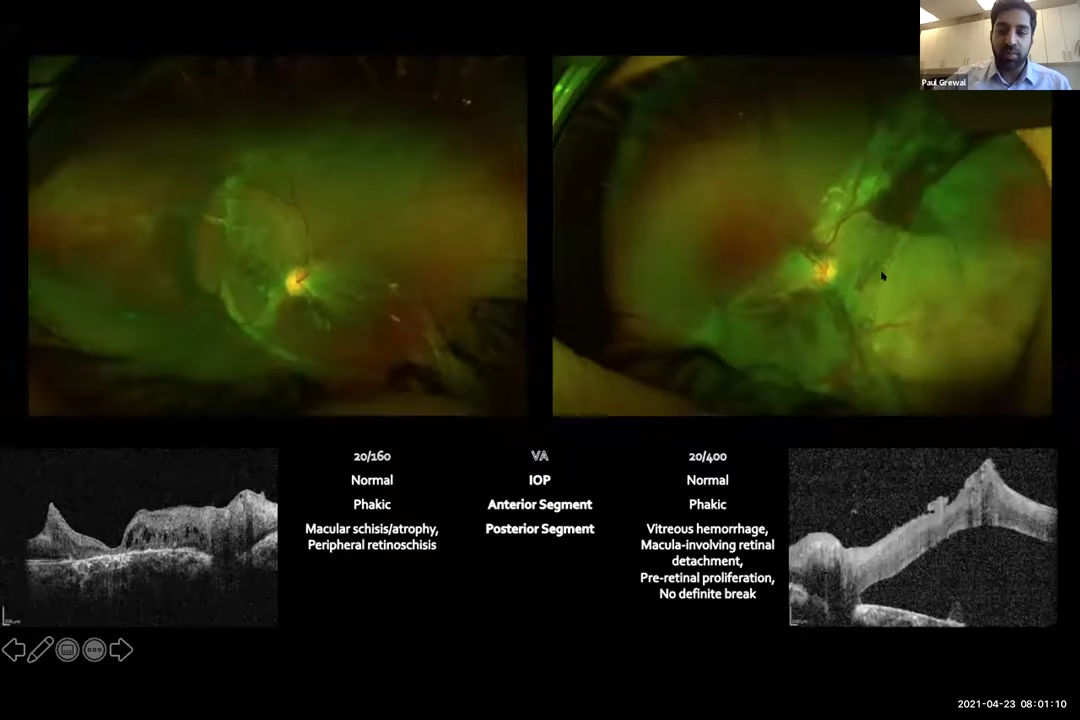 Paul Grewal
20/160
VA
20/400
Normal
IOP
Normal
Phakic
Anterior Segment
Phakic
Macular schisis/atrophy,
Peripheral retinoschisis
Posterior Segment
Vitreous hemorrhage,
Macula-involving retinal
detachment,
Pre-retinal proliferation,
No definite break
2021-04-23 08:01:10